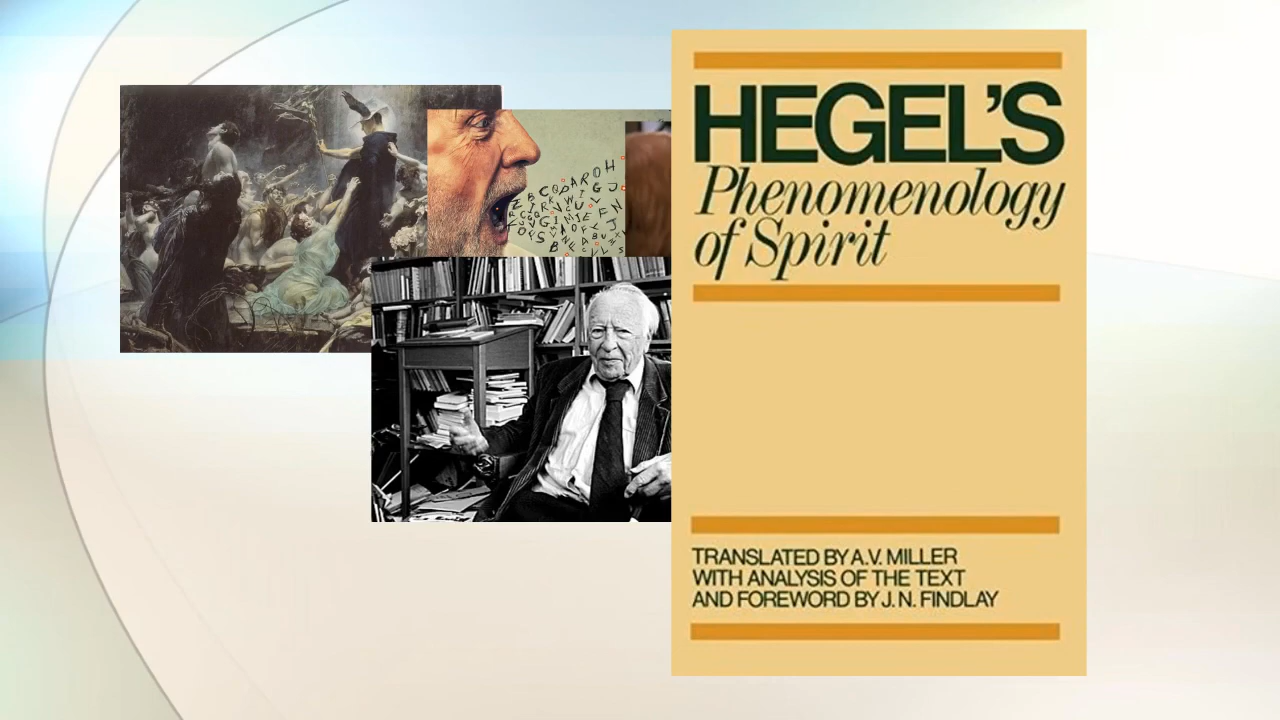 HEGEL'S
Phenomenology
of Spirit
TRANSLATED BY A.V. MILLER
WITH ANALYSIS OF THE TEXT
AND FOREWORD BY J. N. FINDLAY